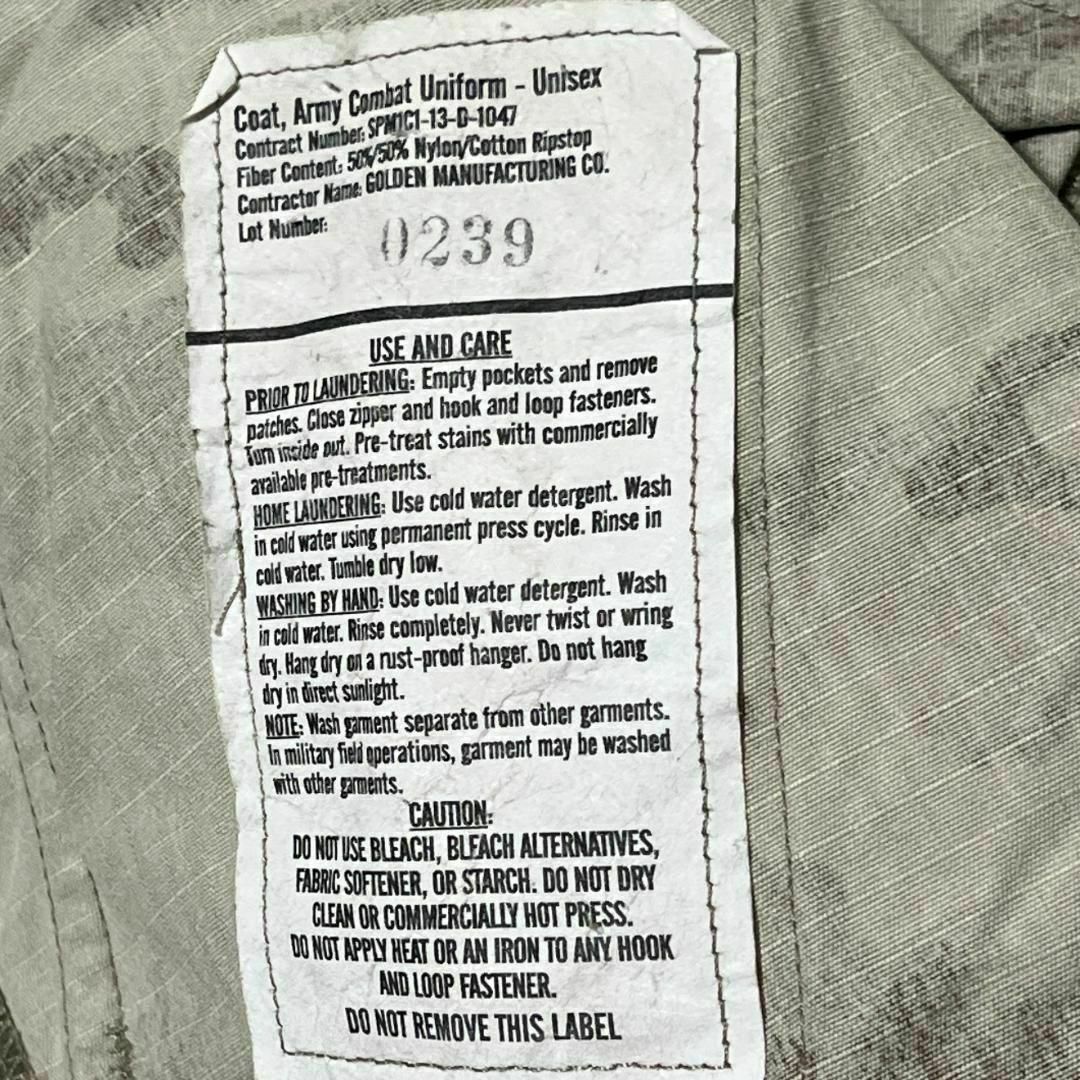 Coat, Army Combat Uniform - Unisex
Contract Number: SPM1C1-13-D-1047
Fiber Content: 50%/50% Nylon/Cotton Ripstop
Contractor Name: GOLDEN MANUFACTURING CO.
Lot Number: 0239
USE AND CARE
PRIOR TO LAUNDERING: Empty pockets and remove
patches. Close zipper and hook and loop fasteners.
Turn inside out. Pre-treat stains with commercially
available pre-treatments.
HOME LAUNDERING: Use cold water detergent. Wash
in cold water using permanent press cycle. Rinse in
cold water. Tumble dry low.
WASHING BY HAND: Use cold water detergent. Wash
in cold water. Rinse completely. Never twist or wring
dry. Hang dry on a rust-proof hanger. Do not hang
dry in direct sunlight.
NOTE: Wash garment separate from other garments.
In military field operations, garment may be washed
with other garments.
CAUTION:
DO NOT USE BLEACH, BLEACH ALTERNATIVES,
FABRIC SOFTENER, OR STARCH. DO NOT DRY
CLEAN OR COMMERCIALLY HOT PRESS.
DO NOT APPLY HEAT OR AN IRON TO ANY HOOK
AND LOOP FASTENER.
DO NOT REMOVE THIS LABEL